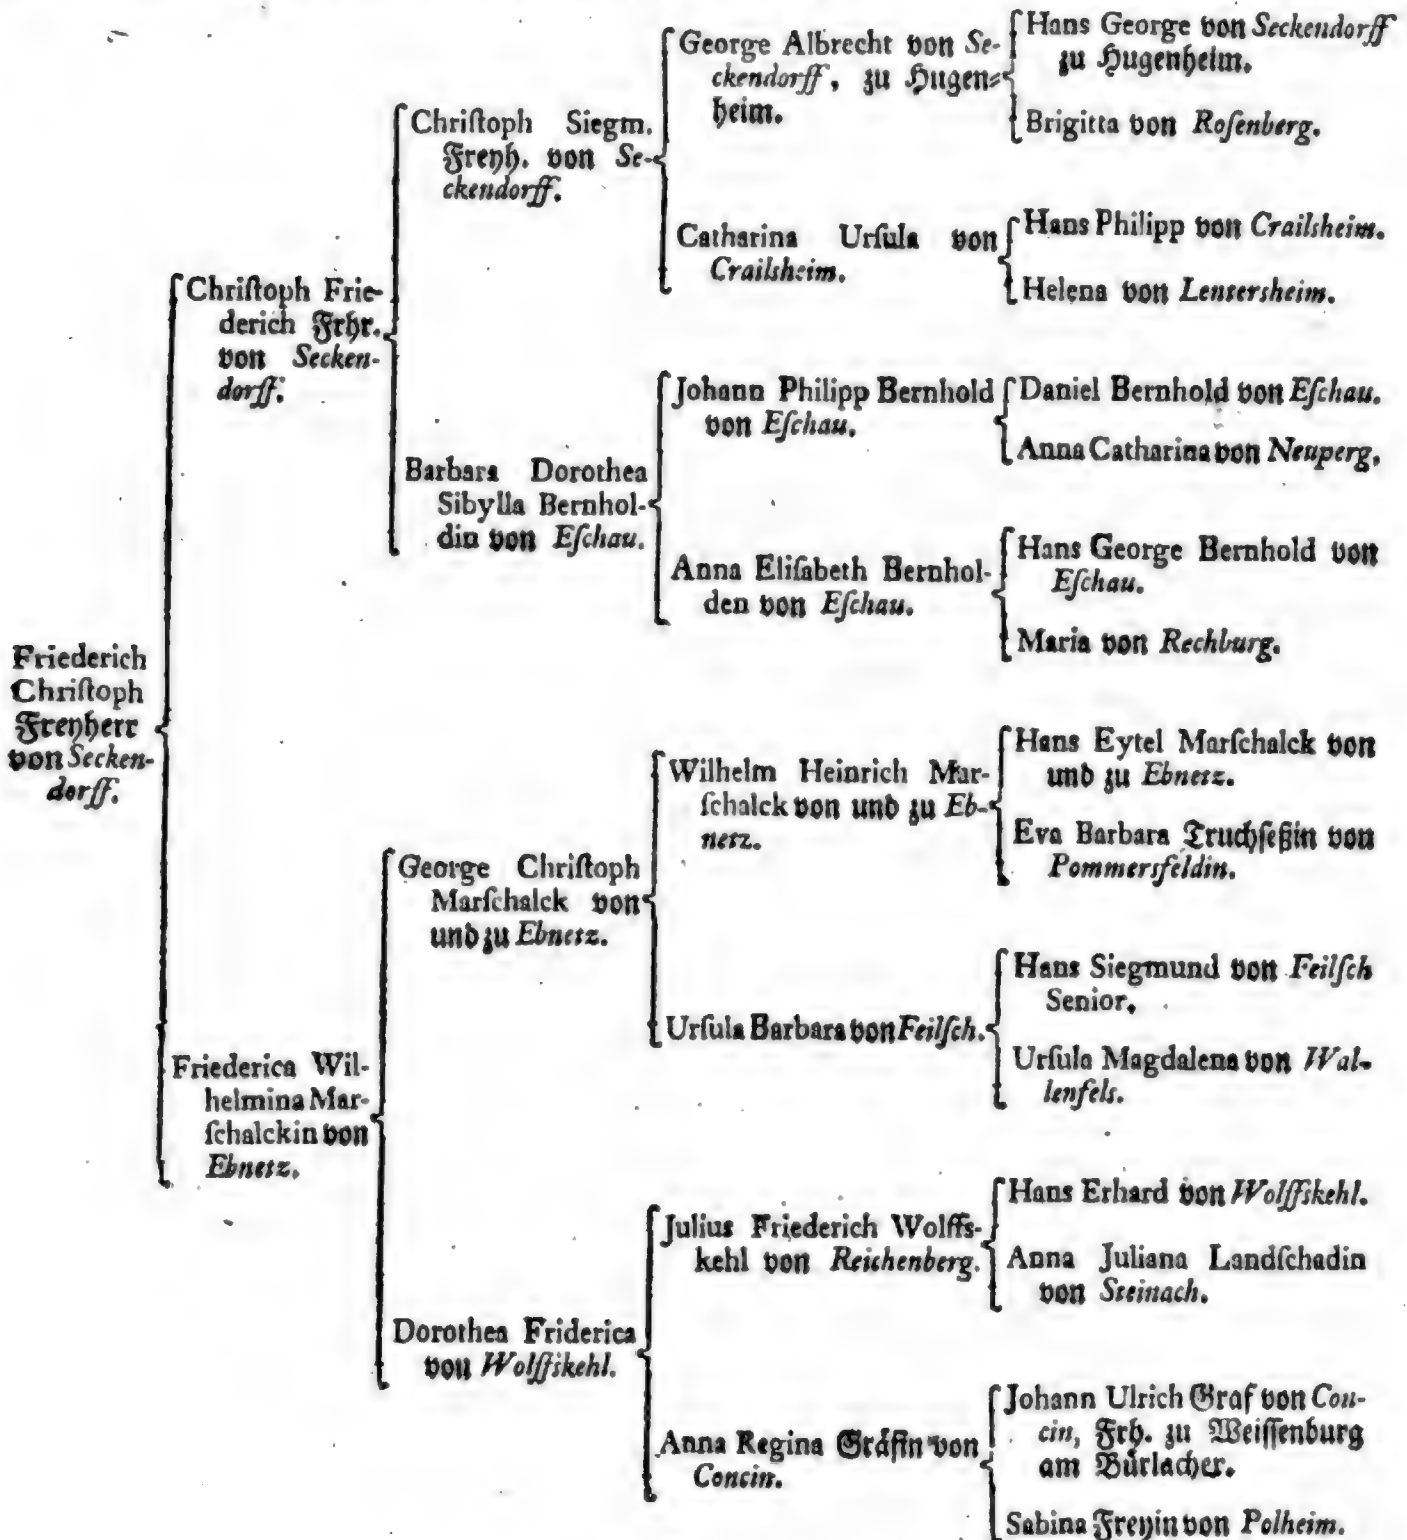 Friederich
Chriſtoph
Freyherr
von Secken-
dorff.
Chriſtoph Frie-
derich Frhr.
von Secken-
dorff.
Friederica Wil-
helmina Mar-
ſchalckin von
Ebnetz.
Chriſtoph Siegm.
Freyh. von Se-
ckendorff.
Barbara Dorothea
Sibylla Bernhol-
din von Eſchau.
George Chriſtoph
Marſchalck von
und zu Ebnetz.
Dorothea Friderica
von Wolffskehl.
George Albrecht von Se-
ckendorff, zu Hugen-
heim.
Catharina Urſula von
Crailsheim.
Johann Philipp Bernhold
von Eſchau.
Anna Eliſabeth Bernhol-
den von Eſchau.
Wilhelm Heinrich Mar-
ſchalck von und zu Eb-
netz.
Urſula Barbara von Feilſch.
Julius Friederich Wolffs-
kehl von Reichenberg.
Anna Regina Gräfin von
Concin.
Hans George von Seckendorff
zu Hugenheim.
Brigitta von Roſenberg.
Hans Philipp von Crailsheim.
Helena von Lentersheim.
Daniel Bernhold von Eſchau.
Anna Catharina von Neuperg.
Hans George Bernhold von
Eſchau.
Maria von Rechburg.
Hans Eytel Marſchalck von
und zu Ebnetz.
Eva Barbara Truchſeßin von
Pommersfeldin.
Hans Siegmund von Feilſch
Senior.
Urſula Magdalena von Wal-
lenfels.
Hans Erhard von Wolffskehl.
Anna Juliana Landſchadin
von Steinach.
Johann Ulrich Graf von Con-
cin, Frh. zu Weiſſenburg
am Bürlacher.
Sabina Freyin von Polheim.